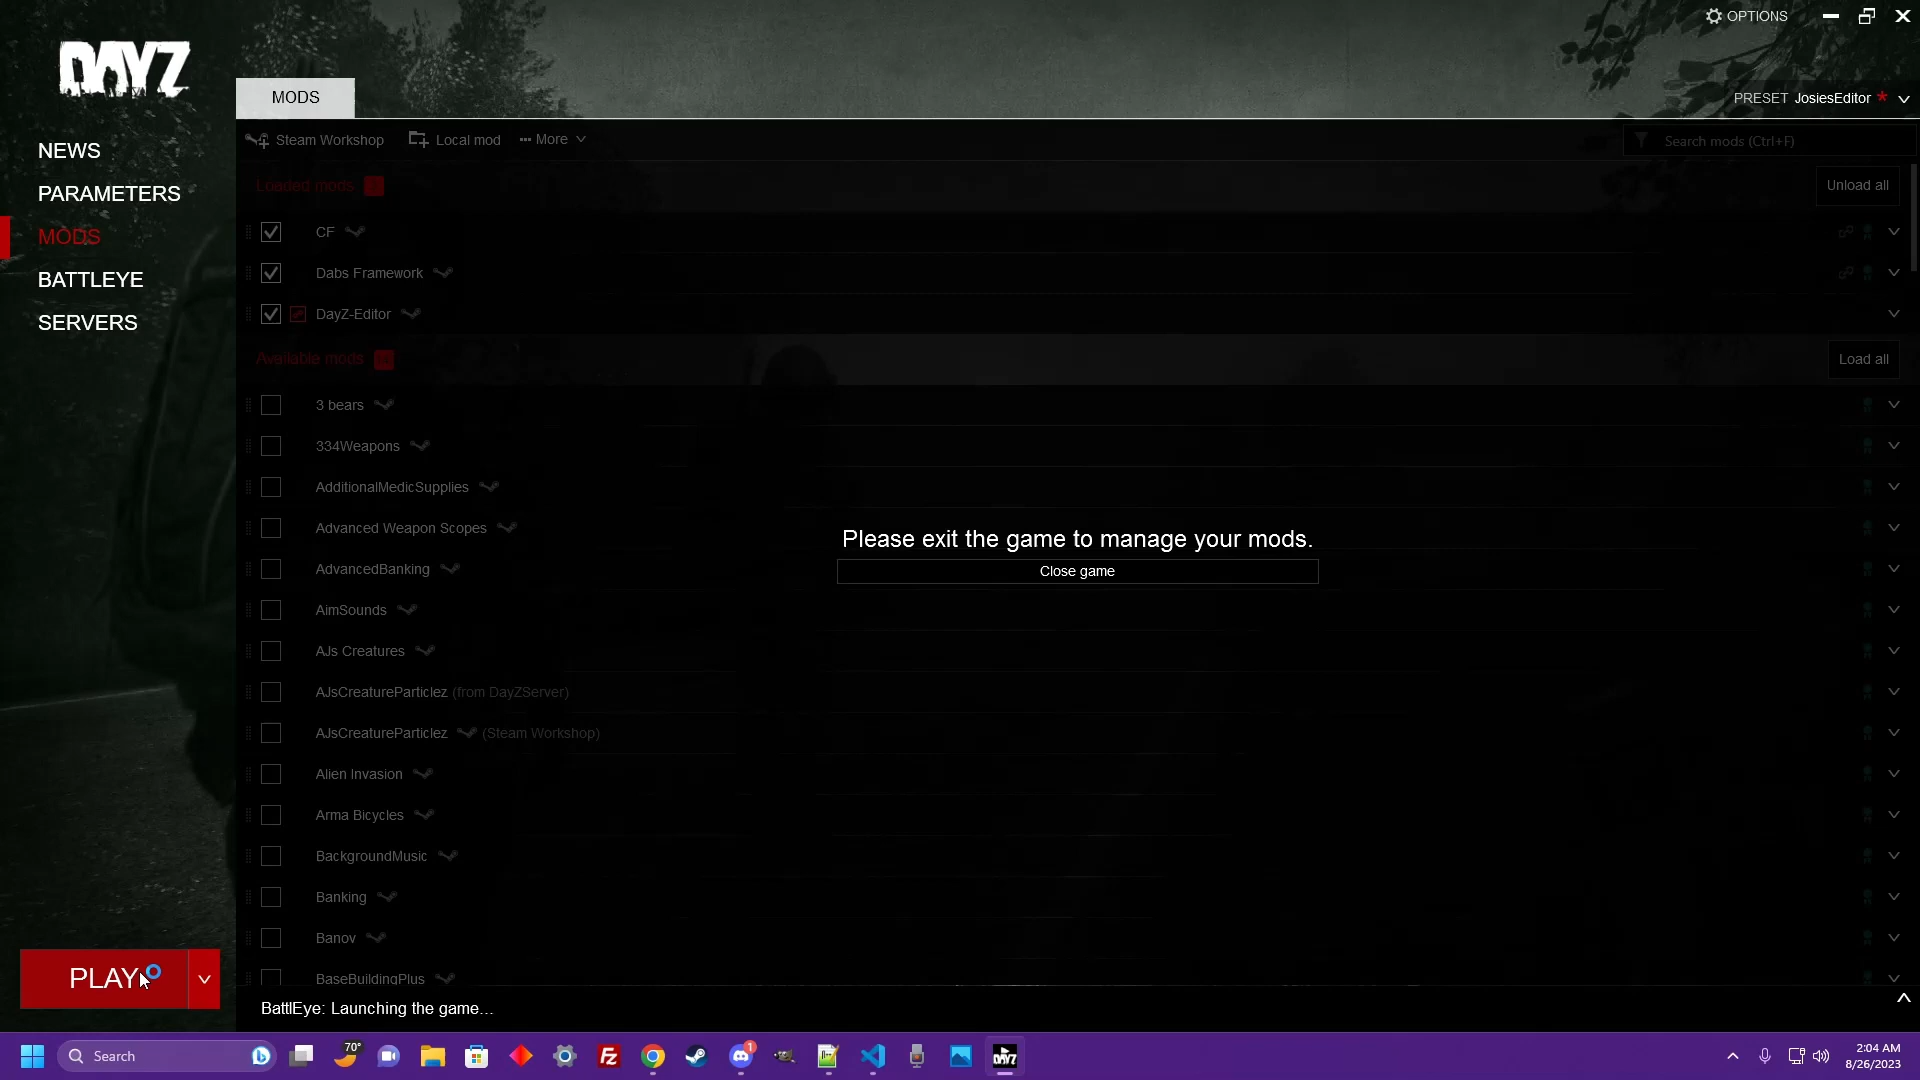 OPTIONS
DAYZ
MODS
PRESET JosiesEditor *
Steam Workshop
Local mod
More
Search mods (Ctrl+F)
NEWS
PARAMETERS
MODS
BATTLEYE
SERVERS
Loaded mods
Unload all
CF
Dabs Framework
DayZ-Editor
Available mods
Load all
3 bears
334Weapons
AdditionalMedicSupplies
Advanced Weapon Scopes
AdvancedBanking
AimSounds
AJs Creatures
AJsCreatureParticlez (from DayZServer)
AJsCreatureParticlez (Steam Workshop)
Alien Invasion
Arma Bicycles
BackgroundMusic
Banking
Banov
BaseBuildingPlus
Please exit the game to manage your mods.
Close game
PLAY
BattlEye: Launching the game...
Search
70°
Fz
1
DAYZ
2:04 AM
8/26/2023